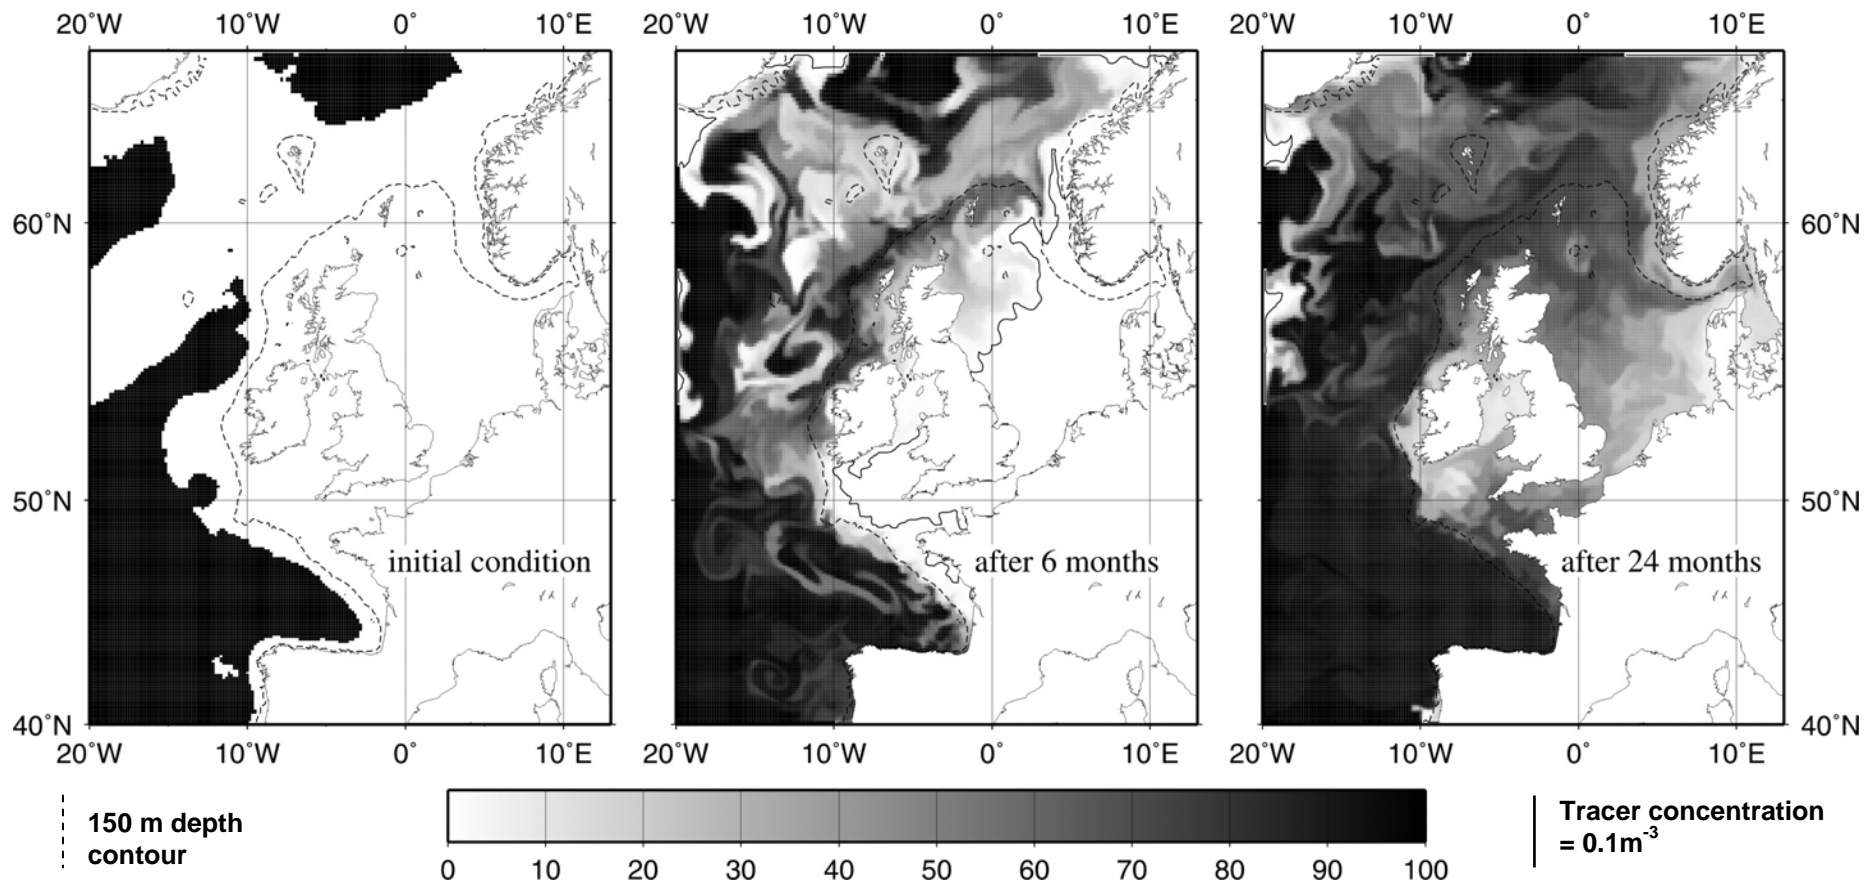 20˚W 10˚W 0˚ 10˚E 20˚W 10˚W 0˚ 10˚E 20˚W 10˚W 0˚ 10˚E
60˚N 60˚N
50˚N 50˚N
initial condition after 6 months after 24 months
40˚N 40˚N
20˚W 10˚W 0˚ 10˚E 20˚W 10˚W 0˚ 10˚E 20˚W 10˚W 0˚ 10˚E
150 m depth
contour
0 10 20 30 40 50 60 70 80 90 100
Tracer concentration
= 0.1m⁻³